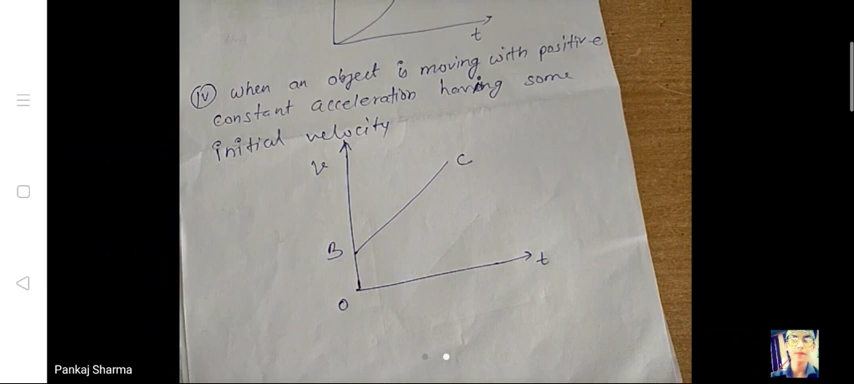 t
(iv) when an object is moving with positive
constant acceleration having some
initial velocity
v
C
B
t
O
Pankaj Sharma